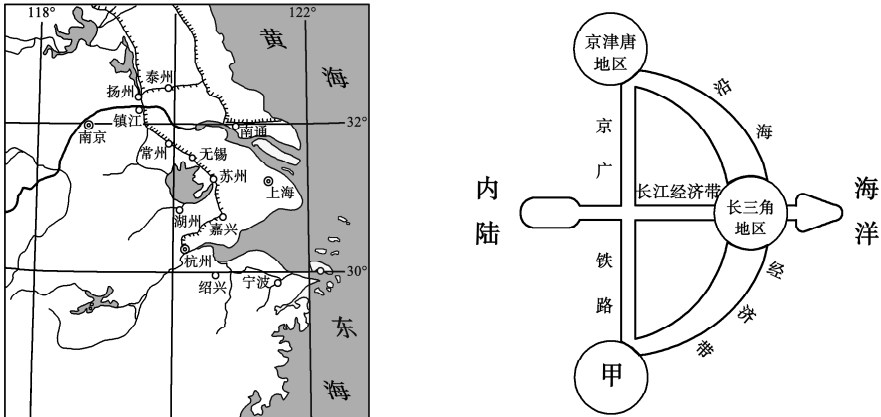 118°
122°
黄
海
泰州
扬州
镇江
32°
南京
南通
常州
无锡
苏州
上海
湖州
嘉兴
杭州
30°
绍兴
宁波
东
海
京津唐
地区
沿
海
经
济
带
京
广
铁
路
长江经济带
内
陆
长三角
地区
海
洋
甲